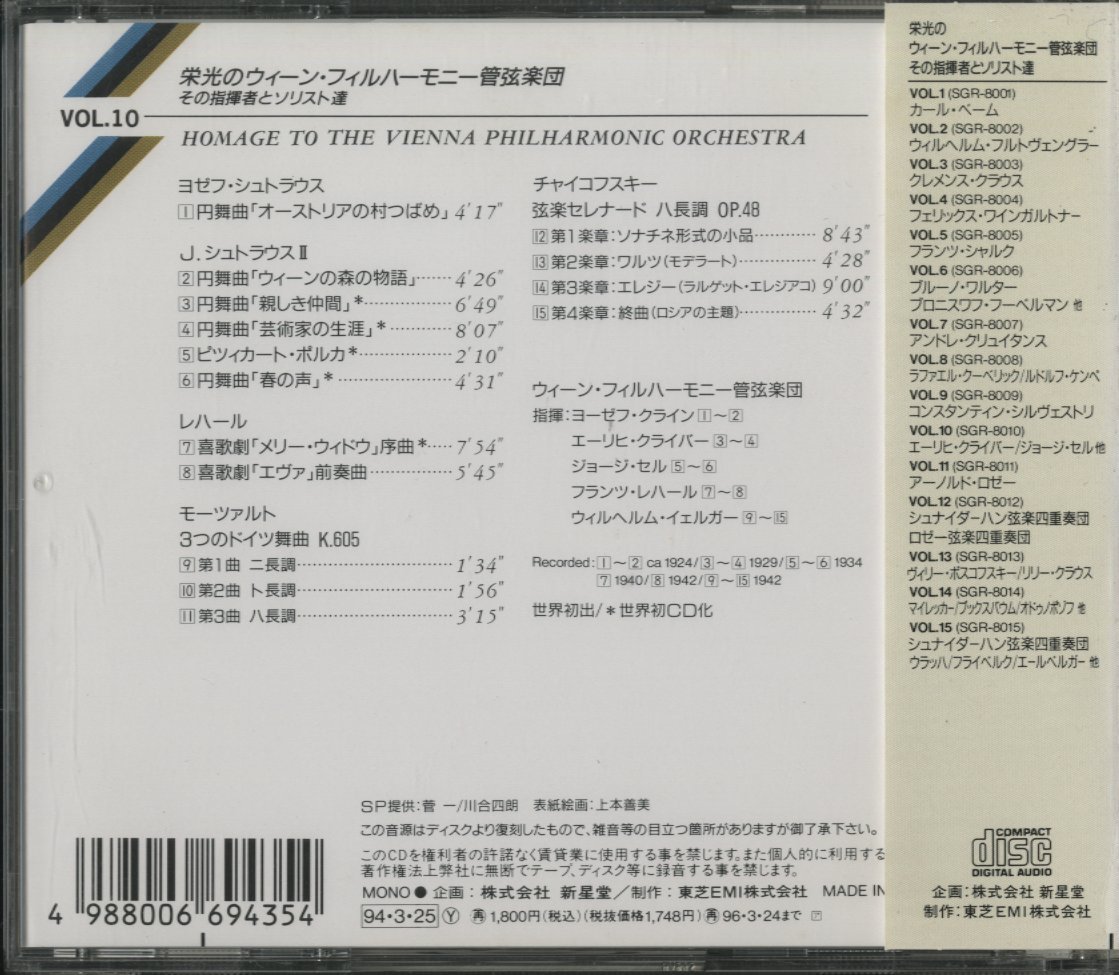 栄光のウィーン・フィルハーモニー管弦楽団
その指揮者とソリスト達
VOL.10
HOMAGE TO THE VIENNA PHILHARMONIC ORCHESTRA
ヨゼフ・シュトラウス
1円舞曲「オーストリアの村つばめ」4'17"
J.シュトラウスⅡ
2円舞曲「ウィーンの森の物語」……4'26"
3円舞曲「親しき仲間」*……………6'49"
4円舞曲「芸術家の生涯」*…………8'07"
5ピツィカート・ポルカ*……………2'10"
6円舞曲「春の声」*…………………4'31"
レハール
7喜歌劇「メリー・ウィドウ」序曲*……7'54"
8喜歌劇「エヴァ」前奏曲……………5'45"
モーツァルト
3つのドイツ舞曲 K.605
9第1曲 ニ長調………………………1'34"
10第2曲 ト長調………………………1'56"
11第3曲 ハ長調………………………3'15"
チャイコフスキー
弦楽セレナード ハ長調 OP.48
12第1楽章:ソナチネ形式の小品…………8'43"
13第2楽章:ワルツ(モデラート)……………4'28"
14第3楽章:エレジー(ラルゲット・エレジアコ)9'00"
15第4楽章:終曲(ロシアの主題)……………4'32"
ウィーン・フィルハーモニー管弦楽団
指揮:ヨーゼフ・クライン1〜2
エーリヒ・クライバー3〜4
ジョージ・セル5〜6
フランツ・レハール7〜8
ウィルヘルム・イェルガー9〜15
Recorded:1〜2 ca 1924/3〜4 1929/5〜6 1934
7 1940/8 1942/9〜15 1942
世界初出/*世界初CD化
SP提供:菅 一/川合四朗 表紙絵画:上本善美
この音源はディスクより復刻したもので、雑音等の目立つ箇所がありますが御了承下さい。
このCDを権利者の許諾なく賃貸業に使用する事を禁じます。また個人的に利用する
著作権法上弊社に無断でテープ、ディスク等に録音する事を禁じます。
MONO● 企画:株式会社 新星堂/制作:東芝EMI株式会社 MADE IN
94・3・25 Ⓨ 再 1,800円(税込)(税抜価格1,748円)再96・3・24まで
4 988006 694354
栄光の
ウィーン・フィルハーモニー管弦楽団
その指揮者とソリスト達
VOL.1 (SGR-8001)
カール・ベーム
VOL.2 (SGR-8002)
ウィルヘルム・フルトヴェングラー
VOL.3 (SGR-8003)
クレメンス・クラウス
VOL.4 (SGR-8004)
フェリックス・ワインガルトナー
VOL.5 (SGR-8005)
フランツ・シャルク
VOL.6 (SGR-8006)
ブルーノ・ワルター
ブロニスワフ・フーベルマン 他
VOL.7 (SGR-8007)
アンドレ・クリュイタンス
VOL.8 (SGR-8008)
ラファエル・クーベリック/ルドルフ・ケンペ
VOL.9 (SGR-8009)
コンスタンティン・シルヴェストリ
VOL.10 (SGR-8010)
エーリヒ・クライバー/ジョージ・セル他
VOL.11 (SGR-8011)
アーノルド・ロゼー
VOL.12 (SGR-8012)
シュナイダーハン弦楽四重奏団
ロゼー弦楽四重奏団
VOL.13 (SGR-8013)
ヴィリー・ボスコフスキー/リリー・クラウス
VOL.14 (SGR-8014)
マイレッカー/ブックスバウム/オドゥノポゾフ 他
VOL.15 (SGR-8015)
シュナイダーハン弦楽四重奏団
ウラッハ/フライベルク/エールベルガー 他
COMPACT
disc
DIGITAL AUDIO
企画:株式会社 新星堂
制作:東芝EMI株式会社